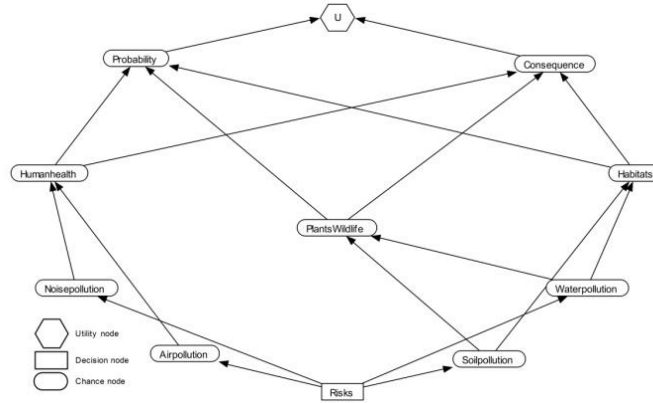 U
Probability
Consequence
Humanhealth
Habitats
PlantsWildlife
Noisepollution
Waterpollution
Utility node
Decision node
Chance node
Airpollution
Soilpollution
Risks